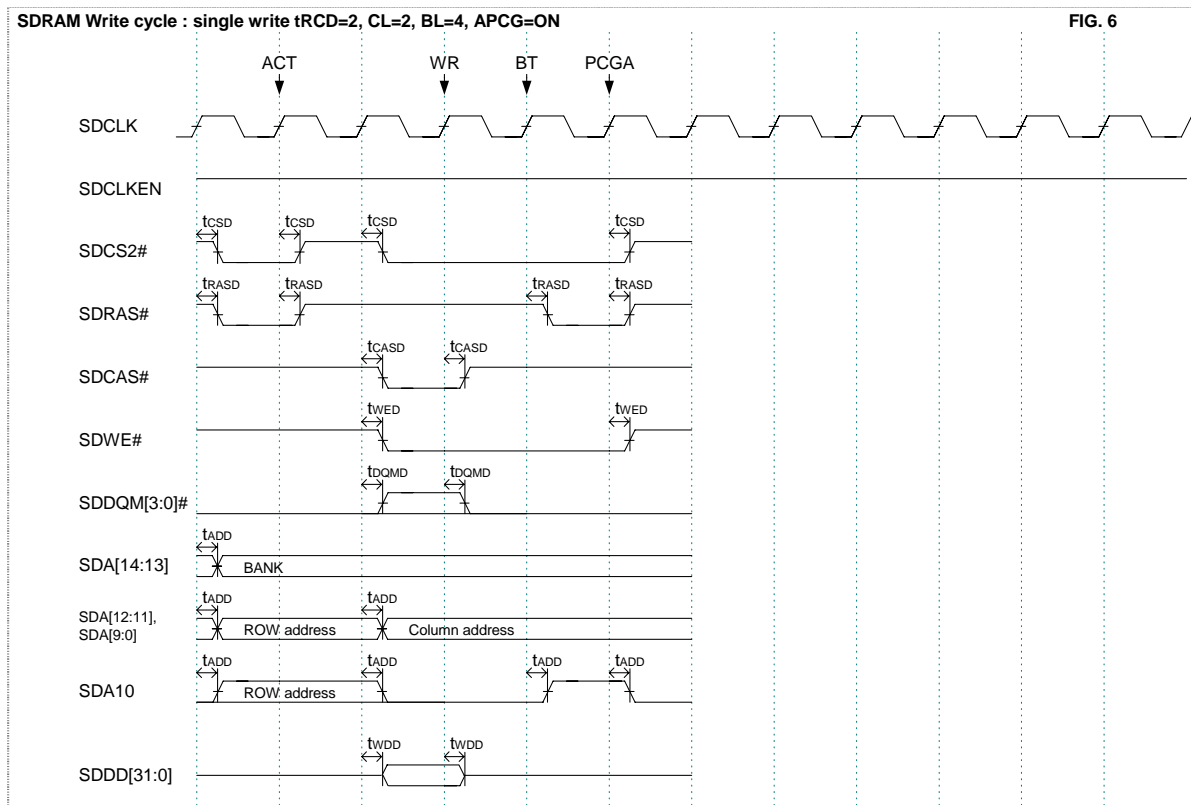 SDRAM Write cycle : single write tRCD=2, CL=2, BL=4, APCG=ON FIG. 6
ACT WR BT PCGA
SDCLK
SDCLKEN
tCSD tCSD tCSD tCSD
SDCS2#
tRASD tRASD tRASD tRASD
SDRAS#
tCASD tCASD
SDCAS#
tWED tWED
SDWE#
tDQMD tDQMD
SDDQM[3:0]#
tADD
SDA[14:13] BANK
tADD tADD
SDA[12:11],
SDA[9:0] ROW address Column address
tADD tADD tADD tADD
SDA10 ROW address
tWDD tWDD
SDDD[31:0]